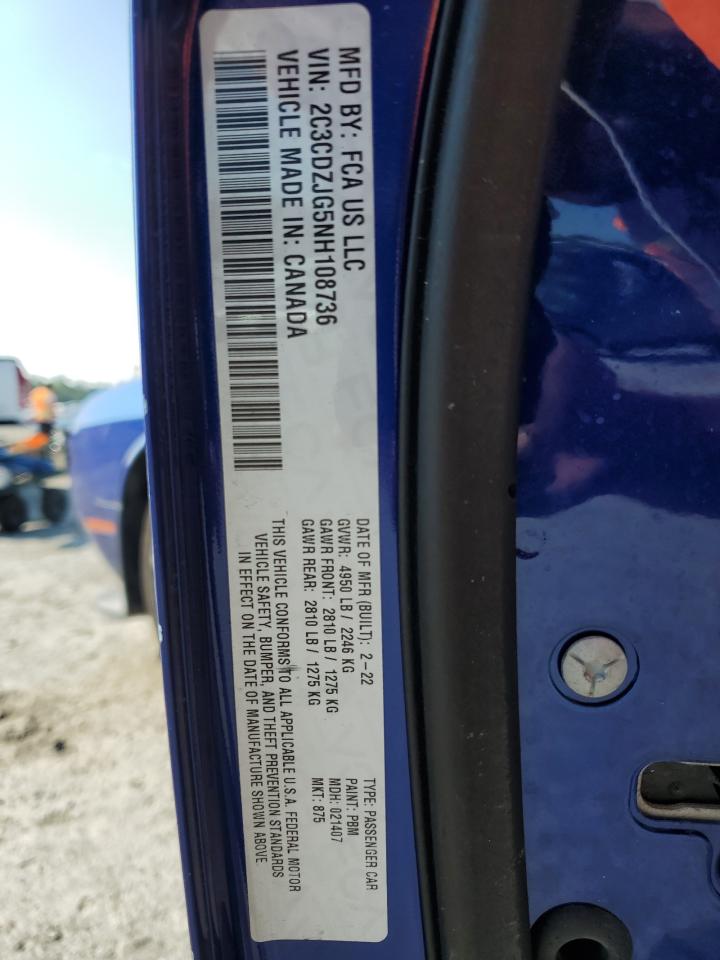 MFD BY: FCA US LLC
VIN: 2C3CDZJG5NH108736
VEHICLE MADE IN: CANADA
DATE OF MFR (BUILT): 2-22
GVWR: 4950 LB / 2246 KG
GAWR FRONT: 2810 LB / 1275 KG
GAWR REAR: 2810 LB / 1275 KG
THIS VEHICLE CONFORMS TO ALL APPLICABLE U.S.A. FEDERAL MOTOR
VEHICLE SAFETY, BUMPER, AND THEFT PREVENTION STANDARDS
IN EFFECT ON THE DATE OF MANUFACTURE SHOWN ABOVE
TYPE: PASSENGER CAR
PAINT: PBM
MDH: 021407
MKT: 875